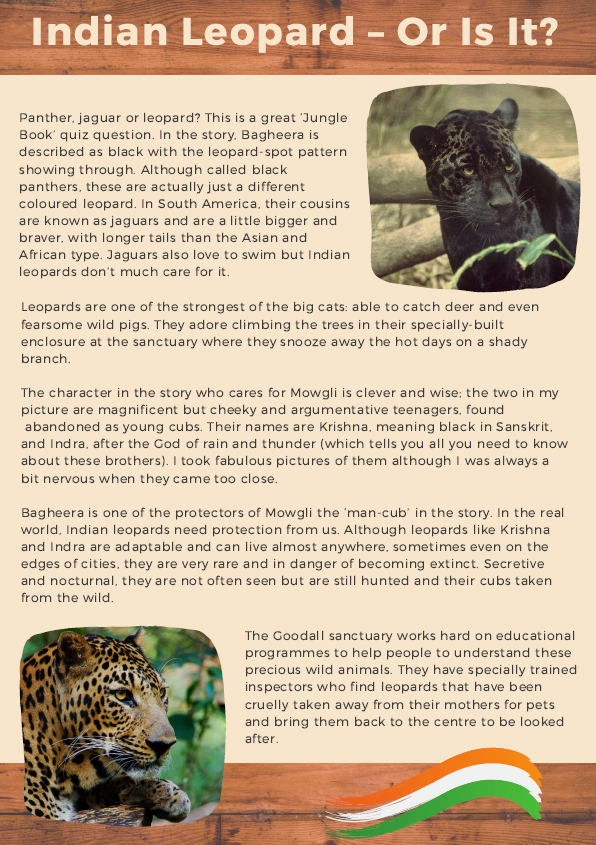 Indian Leopard – Or Is It?
Panther, jaguar or leopard? This is a great ‘Jungle
Book’ quiz question. In the story, Bagheera is
described as black with the leopard-spot pattern
showing through. Although called black
panthers, these are actually just a different
coloured leopard. In South America, their cousins
are known as jaguars and are a little bigger and
braver, with longer tails than the Asian and
African type. Jaguars also love to swim but Indian
leopards don’t much care for it.
Leopards are one of the strongest of the big cats: able to catch deer and even
fearsome wild pigs. They adore climbing the trees in their specially-built
enclosure at the sanctuary where they snooze away the hot days on a shady
branch.
The character in the story who cares for Mowgli is clever and wise; the two in my
picture are magnificent but cheeky and argumentative teenagers, found
abandoned as young cubs. Their names are Krishna, meaning black in Sanskrit,
and Indra, after the God of rain and thunder (which tells you all you need to know
about these brothers). I took fabulous pictures of them although I was always a
bit nervous when they came too close.
Bagheera is one of the protectors of Mowgli the ‘man-cub’ in the story. In the real
world, Indian leopards need protection from us. Although leopards like Krishna
and Indra are adaptable and can live almost anywhere, sometimes even on the
edges of cities, they are very rare and in danger of becoming extinct. Secretive
and nocturnal, they are not often seen but are still hunted and their cubs taken
from the wild.
The Goodall sanctuary works hard on educational
programmes to help people to understand these
precious wild animals. They have specially trained
inspectors who find leopards that have been
cruelly taken away from their mothers for pets
and bring them back to the centre to be looked
after.